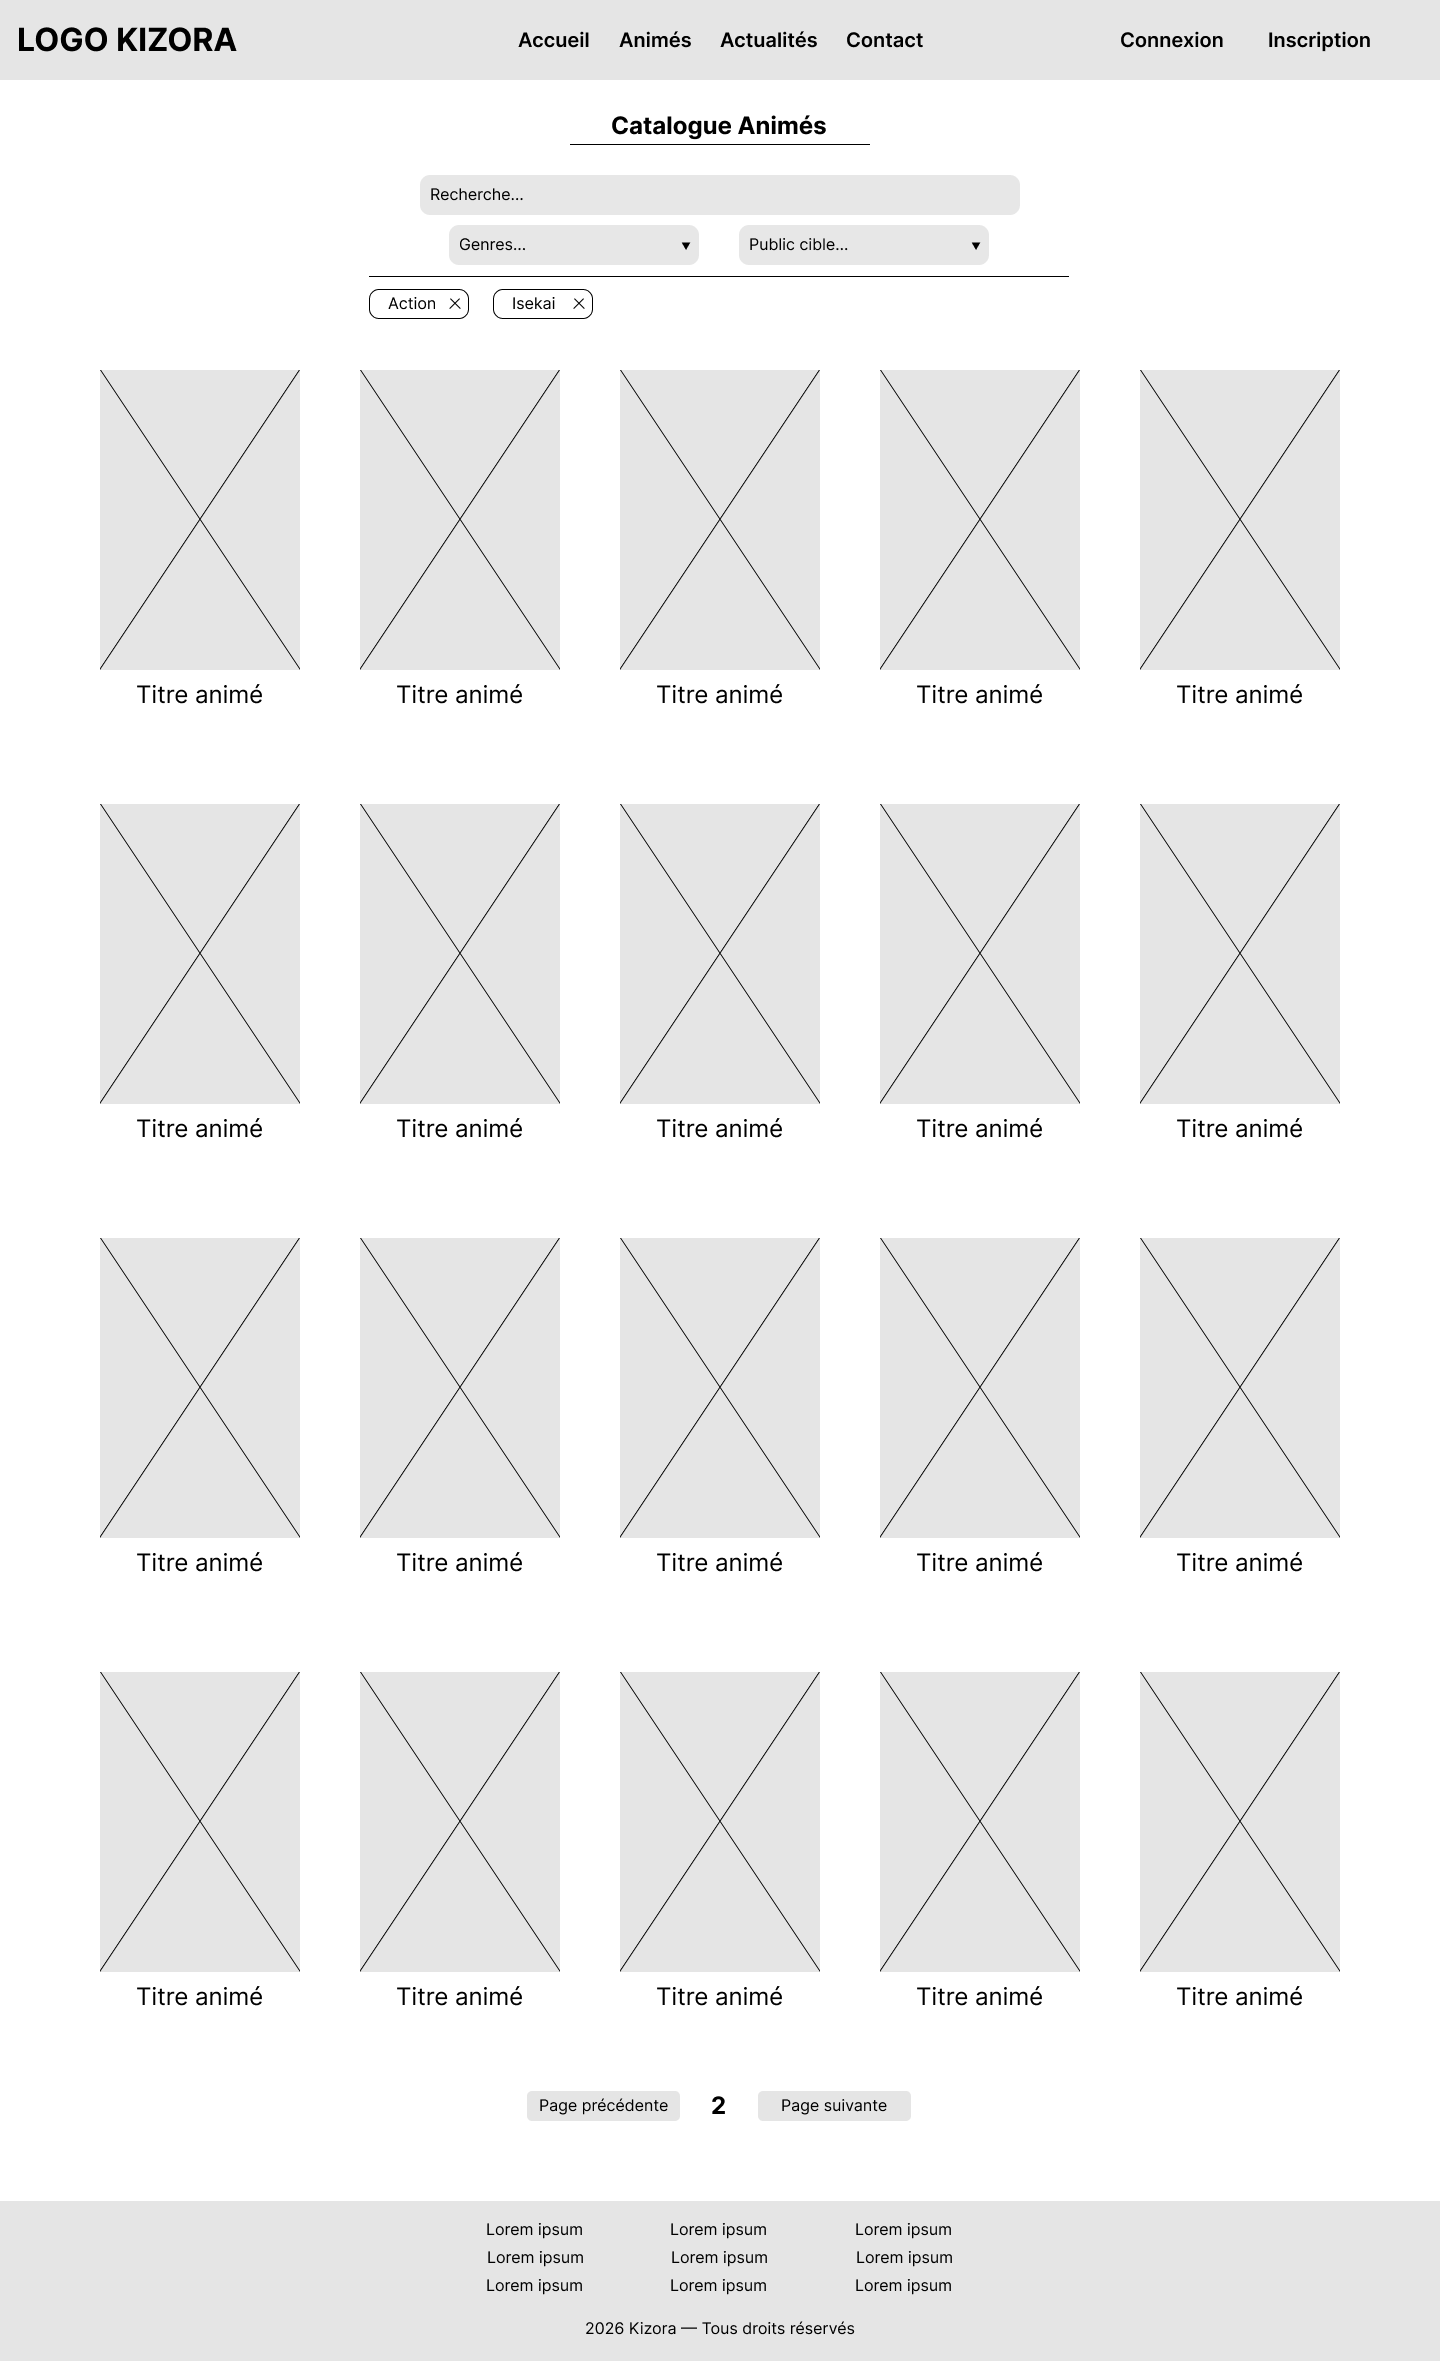 LOGO KIZORA Accueil Animés Actualités Contact Connexion Inscription
Catalogue Animés
Recherche...
Genres... ▼ Public cible... ▼
Action Isekai
Titre animé Titre animé Titre animé Titre animé Titre animé
Titre animé Titre animé Titre animé Titre animé Titre animé
Titre animé Titre animé Titre animé Titre animé Titre animé
Titre animé Titre animé Titre animé Titre animé Titre animé
Page précédente 2 Page suivante
Lorem ipsum Lorem ipsum Lorem ipsum
Lorem ipsum Lorem ipsum Lorem ipsum
Lorem ipsum Lorem ipsum Lorem ipsum
2026 Kizora — Tous droits réservés